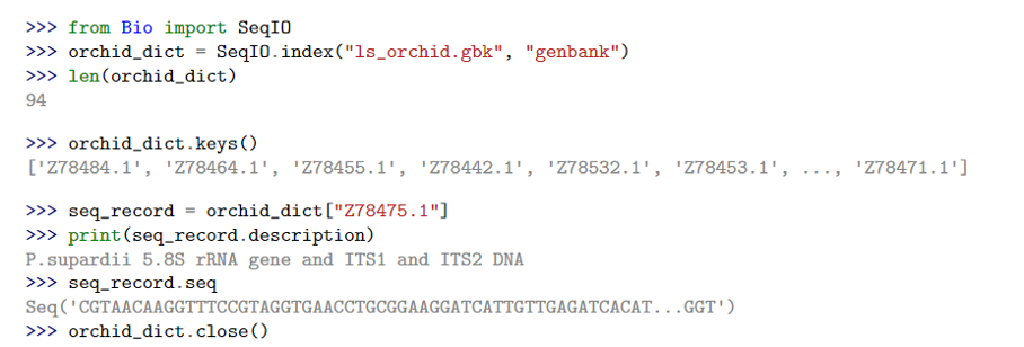 >>> from Bio import SeqIO
>>> orchid_dict = SeqIO.index("ls_orchid.gbk", "genbank")
>>> len(orchid_dict)
94
>>> orchid_dict.keys()
['Z78484.1', 'Z78464.1', 'Z78455.1', 'Z78442.1', 'Z78532.1', 'Z78453.1', ..., 'Z78471.1']
>>> seq_record = orchid_dict["Z78475.1"]
>>> print(seq_record.description)
P.supardii 5.8S rRNA gene and ITS1 and ITS2 DNA
>>> seq_record.seq
Seq('CGTAACAAGGTTTCCGTAGGTGAACCTGCGGAAGGATCATTGTTGAGATCACAT...GGT')
>>> orchid_dict.close()